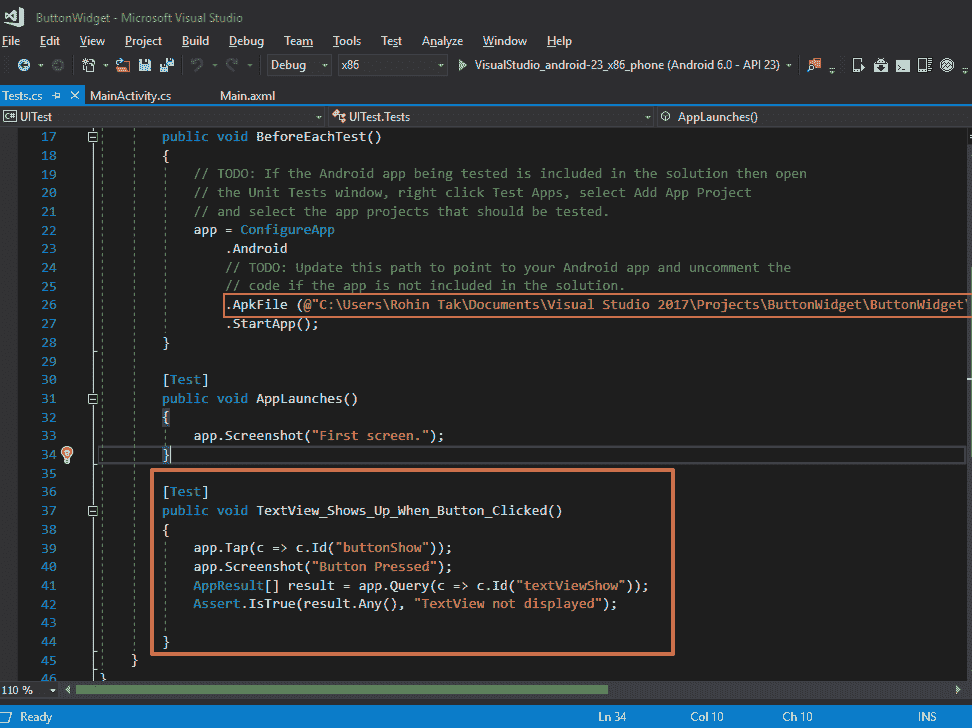 ButtonWidget - Microsoft Visual Studio
File Edit View Project Build Debug Team Tools Test Analyze Window Help
Debug x86 VisualStudio_android-23_x86_phone (Android 6.0 - API 23)
Tests.cs MainActivity.cs Main.axml
C# UITest UITest.Tests AppLaunches()
17 public void BeforeEachTest()
18 {
19 // TODO: If the Android app being tested is included in the solution then open
20 // the Unit Tests window, right click Test Apps, select Add App Project
21 // and select the app projects that should be tested.
22 app = ConfigureApp
23 .Android
24 // TODO: Update this path to point to your Android app and uncomment the
25 // code if the app is not included in the solution.
26 .ApkFile (@"C:\Users\Rohin Tak\Documents\Visual Studio 2017\Projects\ButtonWidget\ButtonWidget\
27 .StartApp();
28 }
29
30 [Test]
31 public void AppLaunches()
32 {
33 app.Screenshot("First screen.");
34 }
35
36 [Test]
37 public void TextView_Shows_Up_When_Button_Clicked()
38 {
39 app.Tap(c => c.Id("buttonShow"));
40 app.Screenshot("Button Pressed");
41 AppResult[] result = app.Query(c => c.Id("textViewShow"));
42 Assert.IsTrue(result.Any(), "TextView not displayed");
43
44 }
45 }
46 }
110 %
Ready Ln 34 Col 10 Ch 10 INS